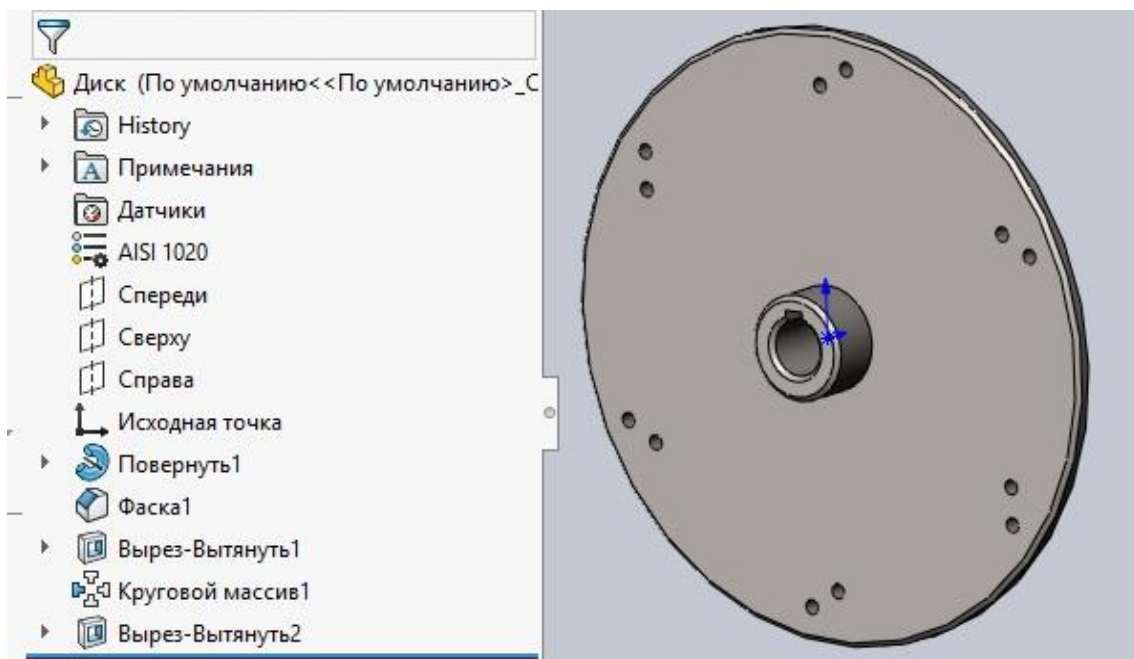 Диск (По умолчанию<<По умолчанию>_С
History
Примечания
Датчики
AISI 1020
Спереди
Сверху
Справа
Исходная точка
Повернуть1
Фаска1
Вырез-Вытянуть1
Круговой массив1
Вырез-Вытянуть2